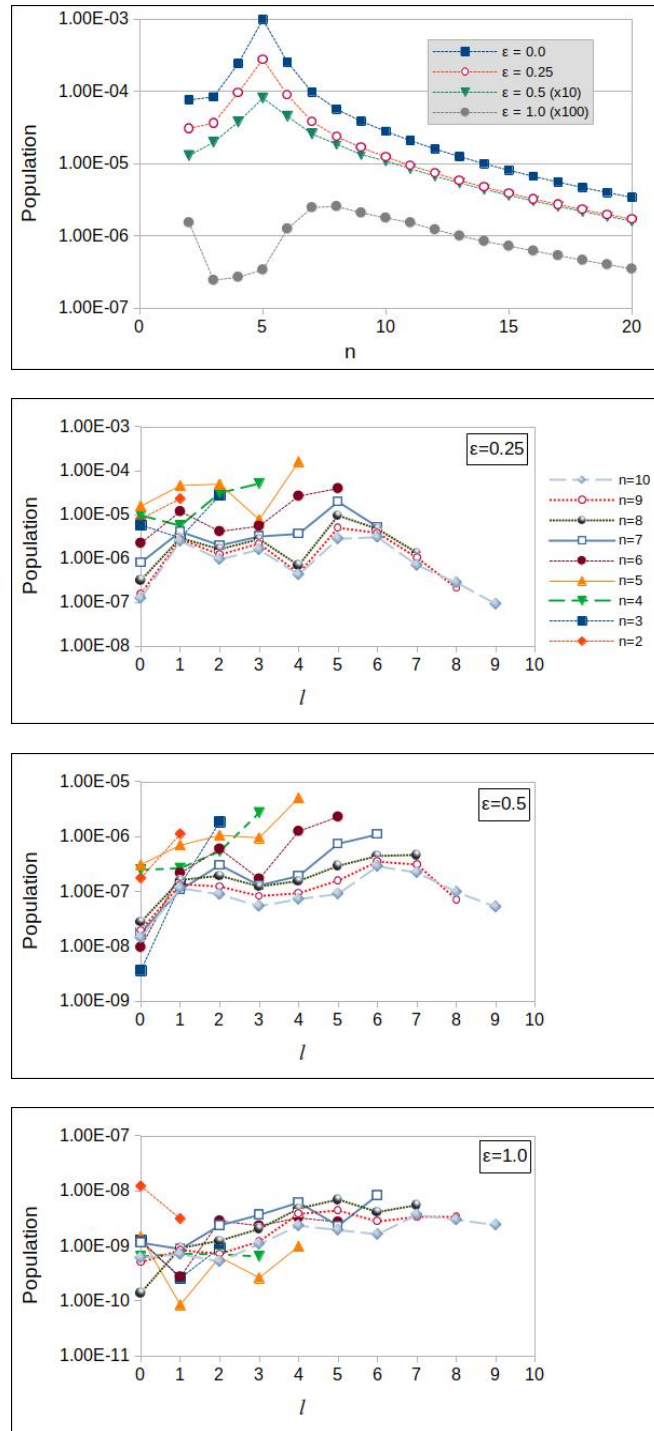 1.00E-03
1.00E-04
1.00E-05
1.00E-06
1.00E-07
Population
0 5 10 15 20
n
ε = 0.0
ε = 0.25
ε = 0.5 (x10)
ε = 1.0 (x100)
1.00E-03
1.00E-04
1.00E-05
1.00E-06
1.00E-07
1.00E-08
Population
0 1 2 3 4 5 6 7 8 9 10
l
ε=0.25
n=10
n=9
n=8
n=7
n=6
n=5
n=4
n=3
n=2
1.00E-05
1.00E-06
1.00E-07
1.00E-08
1.00E-09
Population
0 1 2 3 4 5 6 7 8 9 10
l
ε=0.5
1.00E-07
1.00E-08
1.00E-09
1.00E-10
1.00E-11
Population
0 1 2 3 4 5 6 7 8 9 10
l
ε=1.0